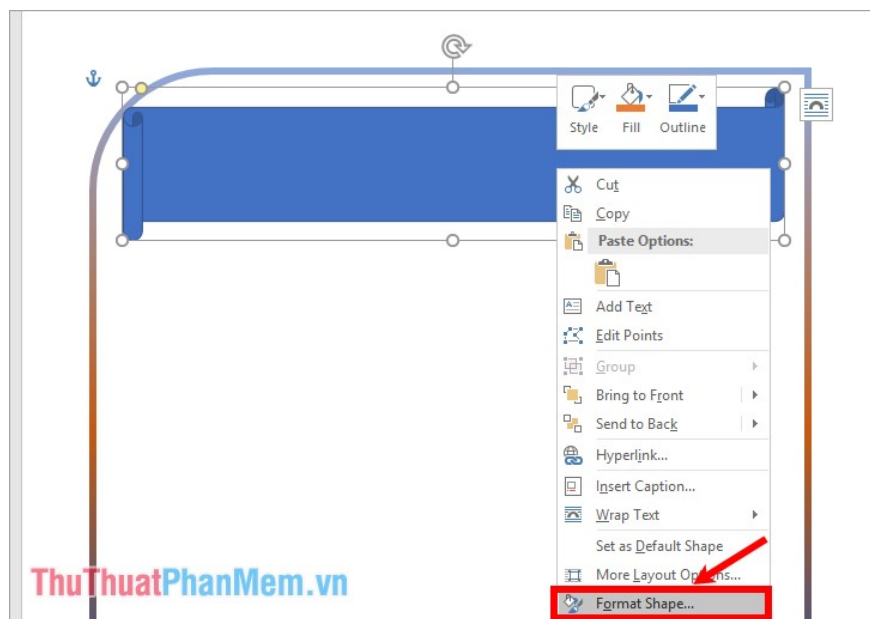 Style Fill Outline
Cut
Copy
Paste Options:
Add Text
Edit Points
Group
Bring to Front
Send to Back
Hyperlink...
Insert Caption...
Wrap Text
Set as Default Shape
More Layout Options...
ThuThuatPhanMem.vn
Format Shape...